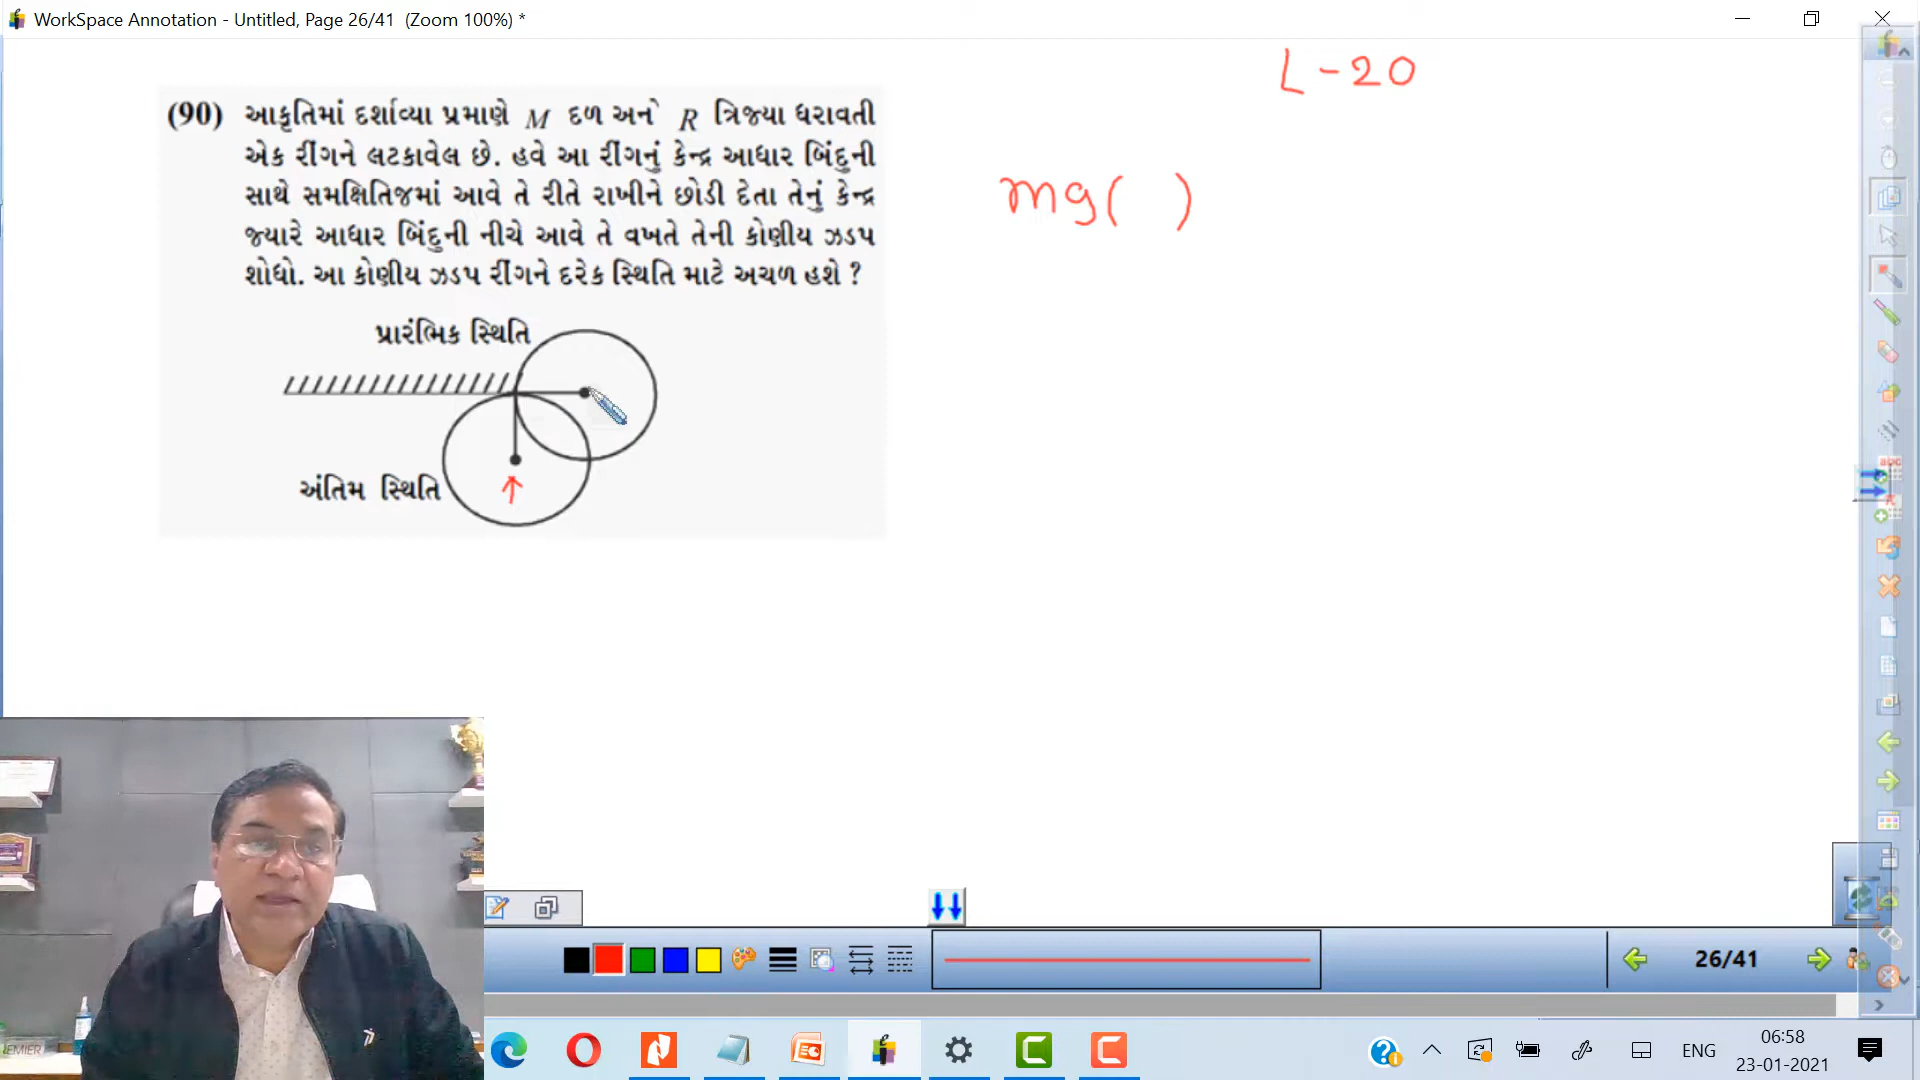 WorkSpace Annotation - Untitled, Page 26/41 (Zoom 100%) *
L-20
(90) આકૃતિમાં દર્શાવ્યા પ્રમાણે M દળ અને R ત્રિજ્યા ધરાવતી
એક રીંગને લટકાવેલ છે. હવે આ રીંગનું કેન્દ્ર આધાર બિંદુની
સાથે સમક્ષિતિજમાં આવે તે રીતે રાખીને છોડી દેતા તેનું કેન્દ્ર
જ્યારે આધાર બિંદુની નીચે આવે તે વખતે તેની કોણીય ઝડપ
શોધો. આ કોણીય ઝડપ રીંગને દરેક સ્થિતિ માટે અચળ હશે ?
mg( )
પ્રારંભિક સ્થિતિ
અંતિમ સ્થિતિ
26/41
ENG
06:58
23-01-2021